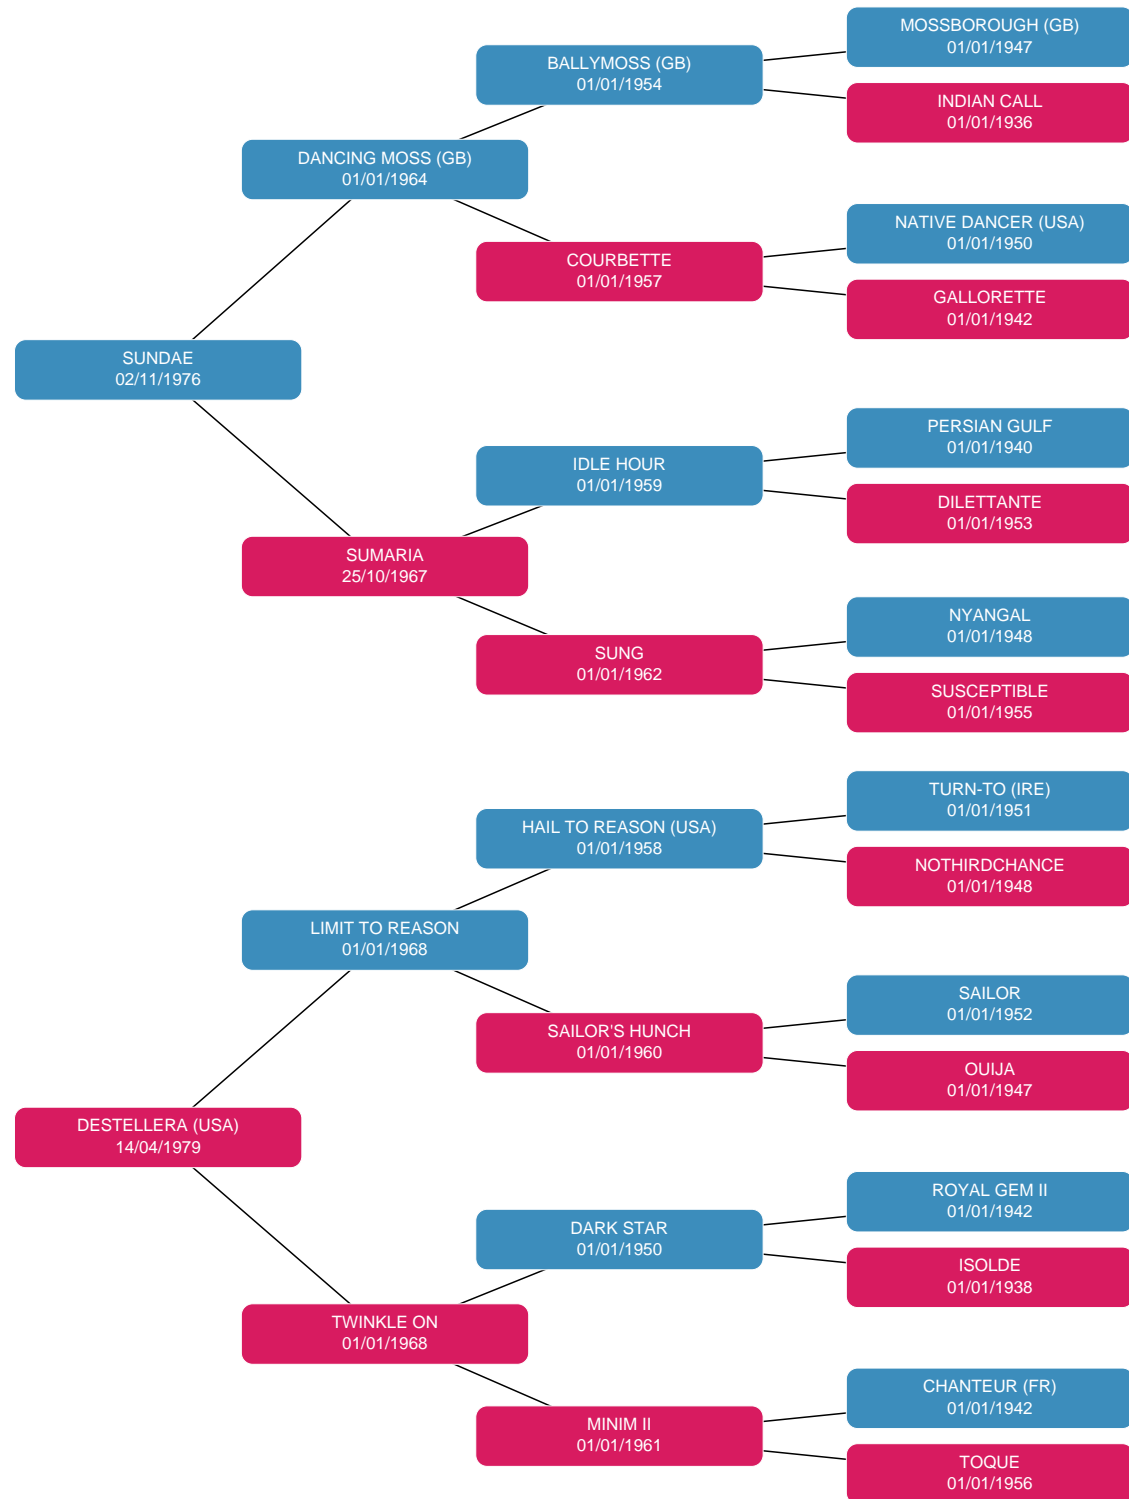 MOSSBOROUGH (GB)
01/01/1947
BALLYMOSS (GB)
01/01/1954
INDIAN CALL
01/01/1936
DANCING MOSS (GB)
01/01/1964
NATIVE DANCER (USA)
01/01/1950
COURBETTE
01/01/1957
GALLORETTE
01/01/1942
SUNDAE
02/11/1976
PERSIAN GULF
01/01/1940
IDLE HOUR
01/01/1959
DILETTANTE
01/01/1953
SUMARIA
25/10/1967
NYANGAL
01/01/1948
SUNG
01/01/1962
SUSCEPTIBLE
01/01/1955
TURN-TO (IRE)
01/01/1951
HAIL TO REASON (USA)
01/01/1958
NOTHIRDCHANCE
01/01/1948
LIMIT TO REASON
01/01/1968
SAILOR
01/01/1952
SAILOR'S HUNCH
01/01/1960
OUIJA
01/01/1947
DESTELLERA (USA)
14/04/1979
ROYAL GEM II
01/01/1942
DARK STAR
01/01/1950
ISOLDE
01/01/1938
TWINKLE ON
01/01/1968
CHANTEUR (FR)
01/01/1942
MINIM II
01/01/1961
TOQUE
01/01/1956